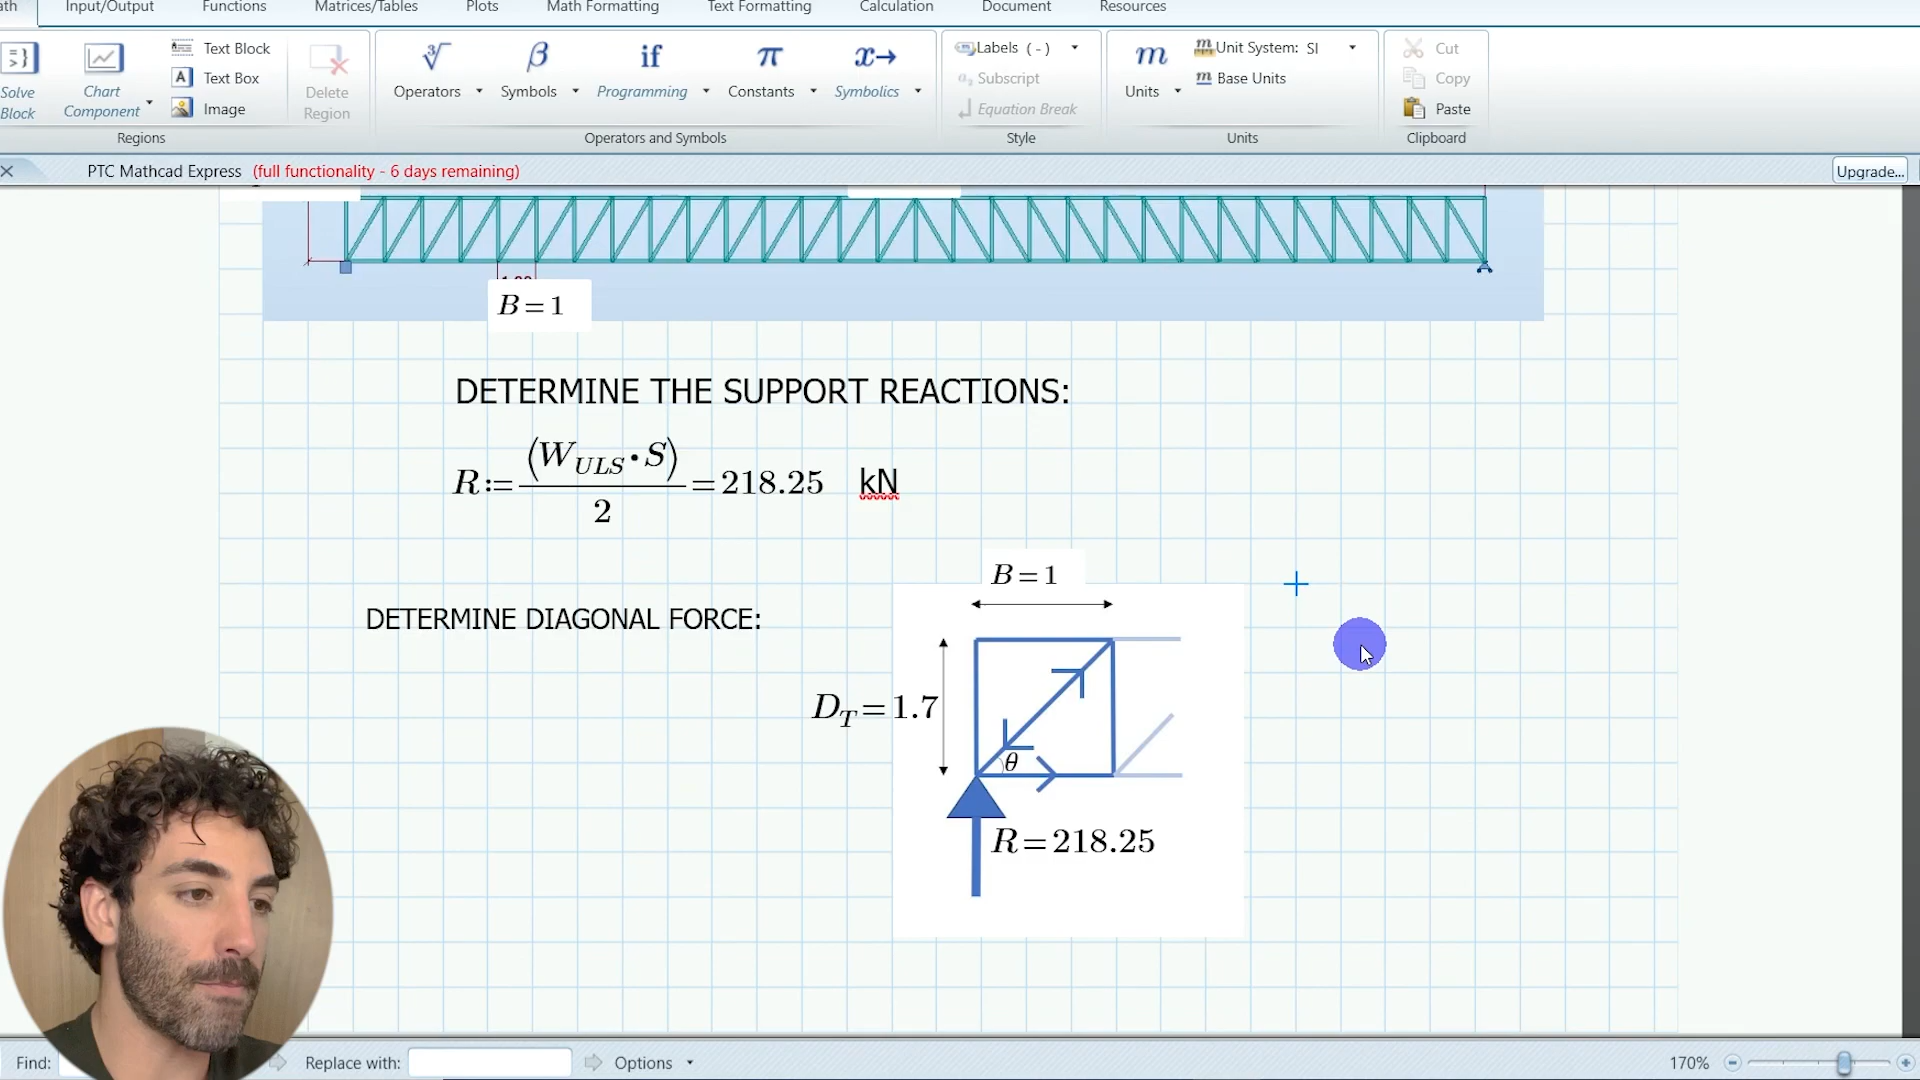 Input/Output Functions Matrices/Tables Plots Math Formatting Text Formatting Calculation Document Resources
Solve Block
Chart Component
Text Block
Text Box
Image
Delete Region
Regions
Operators
Symbols
if
Programming
Constants
Symbolics
Operators and Symbols
Labels ( - )
Subscript
Equation Break
Style
Units
Unit System: SI
Base Units
Units
Cut
Copy
Paste
Clipboard
PTC Mathcad Express (full functionality - 6 days remaining)
Upgrade...
B = 1
DETERMINE THE SUPPORT REACTIONS:
R := (W_ULS · S) / 2 = 218.25 kN
B = 1
DETERMINE DIAGONAL FORCE:
D_T = 1.7
θ
R = 218.25
Find: Replace with: Options
170%